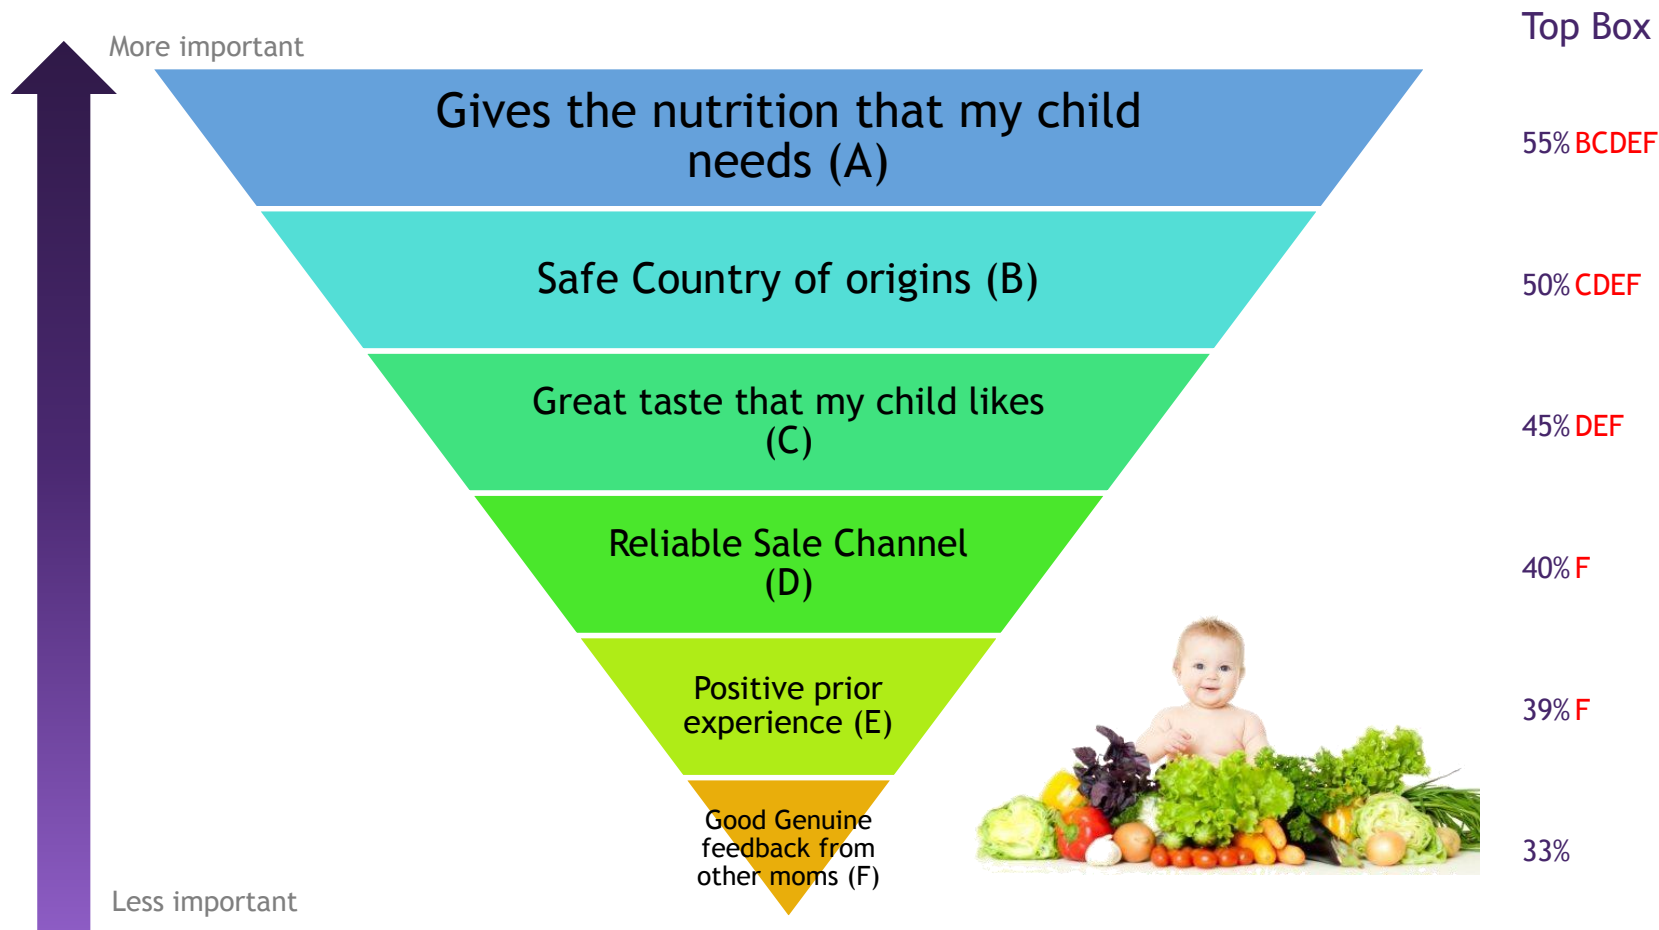 Top Box
More important
Gives the nutrition that my child
needs (A)
55% BCDEF
Safe Country of origins (B)
50% CDEF
Great taste that my child likes
(C)
45% DEF
Reliable Sale Channel
(D)
40% F
Positive prior
experience (E)
39% F
Good Genuine
feedback from
other moms (F)
33%
Less important